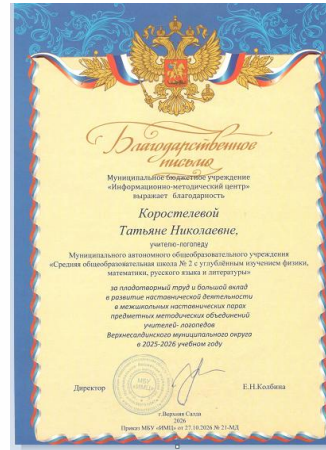 Благодарственное
письмо
Муниципальное бюджетное учреждение
«Информационно-методический центр»
выражает благодарность
Коростелевой
Татьяне Николаевне,
учителю-логопеду
Муниципального автономного общеобразовательного учреждения
«Средняя общеобразовательная школа № 2 с углублённым изучением физики,
математики, русского языка и литературы»
за плодотворный труд и большой вклад
в развитие наставнической деятельности
в межшкольных наставнических парах
предметных методических объединений
учителей- логопедов
Верхнесалдинского муниципального округа
в 2025-2026 учебном году
Директор
МБУ
«ИМЦ»
Е.Н.Колбина
г.Верхняя Салда
2026
Приказ МБУ «ИМЦ» от 27.10.2026 № 21-МД